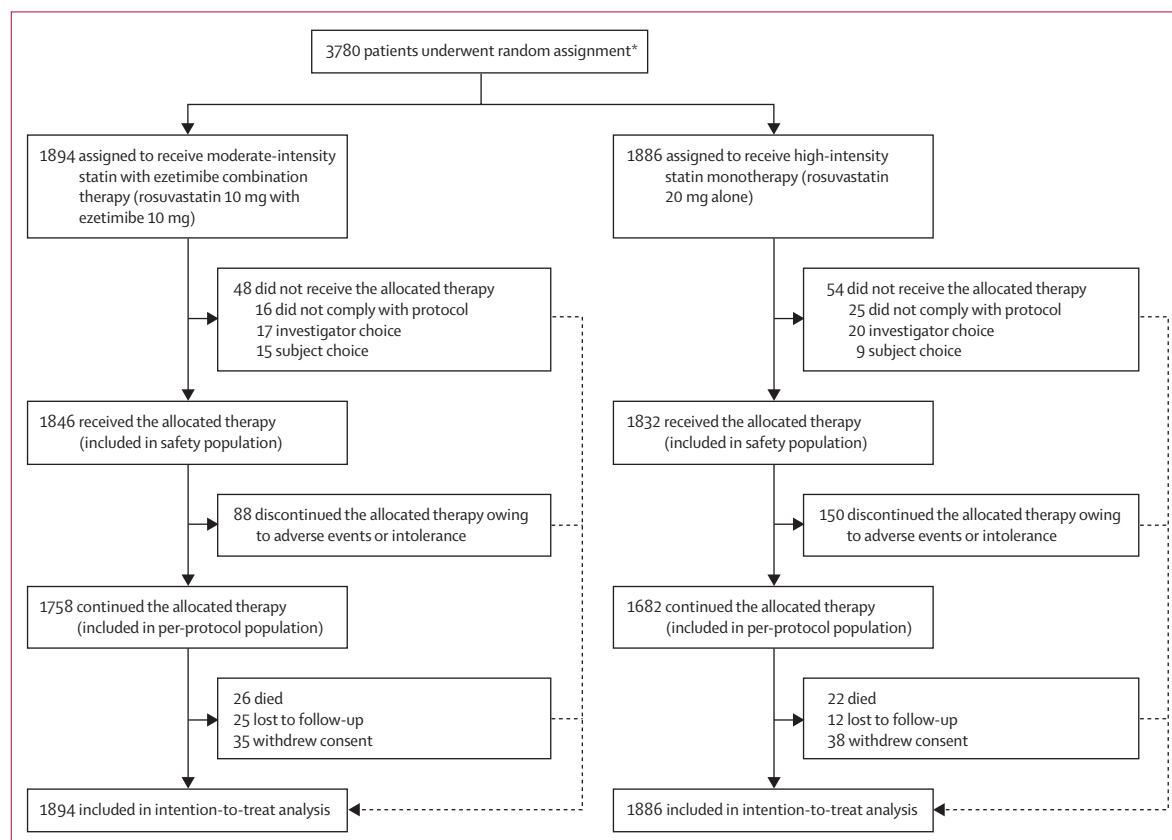 3780 patients underwent random assignment*
1894 assigned to receive moderate-intensity
statin with ezetimibe combination
therapy (rosuvastatin 10 mg with
ezetimibe 10 mg)
1886 assigned to receive high-intensity
statin monotherapy (rosuvastatin
20 mg alone)
48 did not receive the allocated therapy
16 did not comply with protocol
17 investigator choice
15 subject choice
54 did not receive the allocated therapy
25 did not comply with protocol
20 investigator choice
9 subject choice
1846 received the allocated therapy
(included in safety population)
1832 received the allocated therapy
(included in safety population)
88 discontinued the allocated therapy owing
to adverse events or intolerance
150 discontinued the allocated therapy owing
to adverse events or intolerance
1758 continued the allocated therapy
(included in per-protocol population)
1682 continued the allocated therapy
(included in per-protocol population)
26 died
25 lost to follow-up
35 withdrew consent
22 died
12 lost to follow-up
38 withdrew consent
1894 included in intention-to-treat analysis
1886 included in intention-to-treat analysis